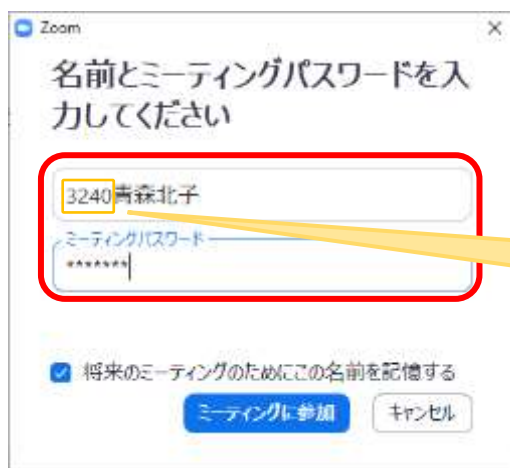 Zoom
名前とミーティングパスワードを入
力してください
3240青森北子
ミーティングパスワード
*******
将来のミーティングのためにこの名前を記憶する
ミーティングに参加 キャンセル